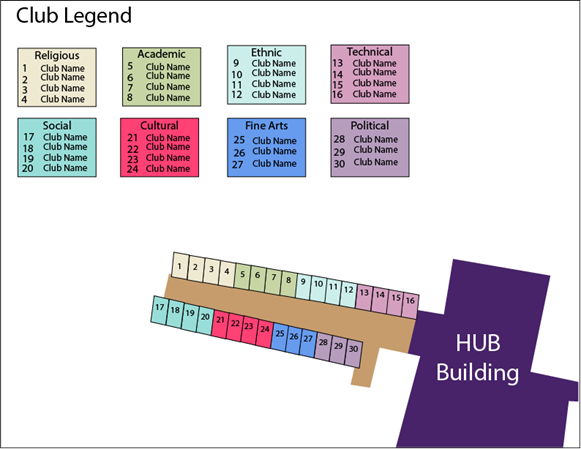 Club Legend
Religious
1 Club Name
2 Club Name
3 Club Name
4 Club Name
Academic
5 Club Name
6 Club Name
7 Club Name
8 Club Name
Ethnic
9 Club Name
10 Club Name
11 Club Name
12 Club Name
Technical
13 Club Name
14 Club Name
15 Club Name
16 Club Name
Social
17 Club Name
18 Club Name
19 Club Name
20 Club Name
Cultural
21 Club Name
22 Club Name
23 Club Name
24 Club Name
Fine Arts
25 Club Name
26 Club Name
27 Club Name
Political
28 Club Name
29 Club Name
30 Club Name
1 2 3 4 5 6 7 8 9 10 11 12 13 14 15 16
17 18 19 20 21 22 23 24 25 26 27 28 29 30
HUB
Building